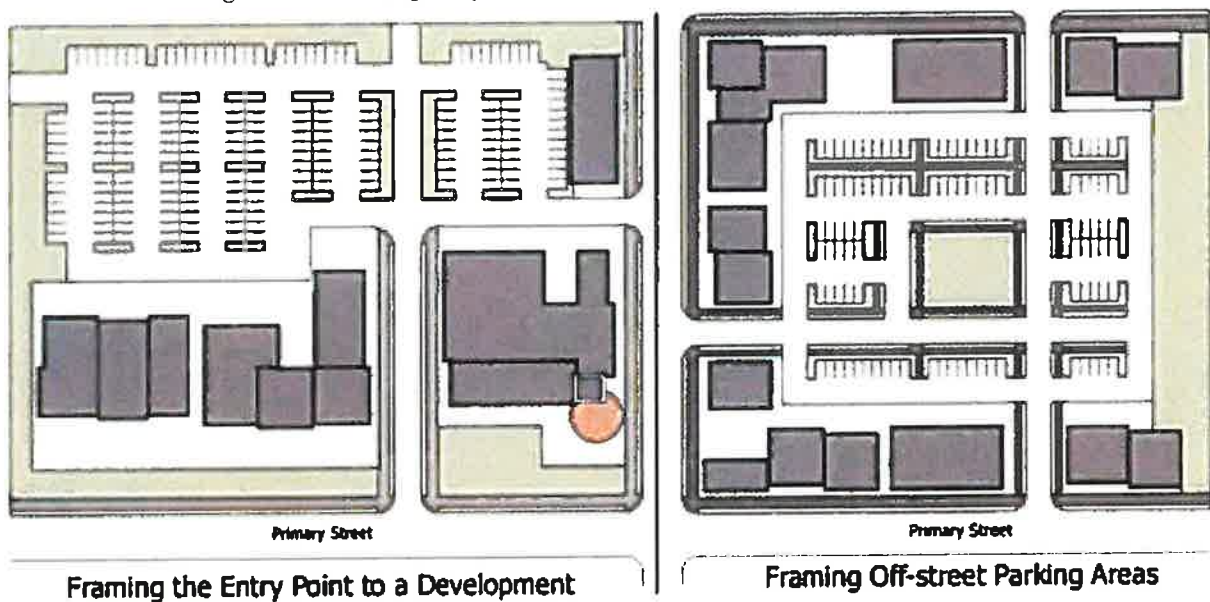 Primary Street
Framing the Entry Point to a Development
Primary Street
Framing Off-street Parking Areas